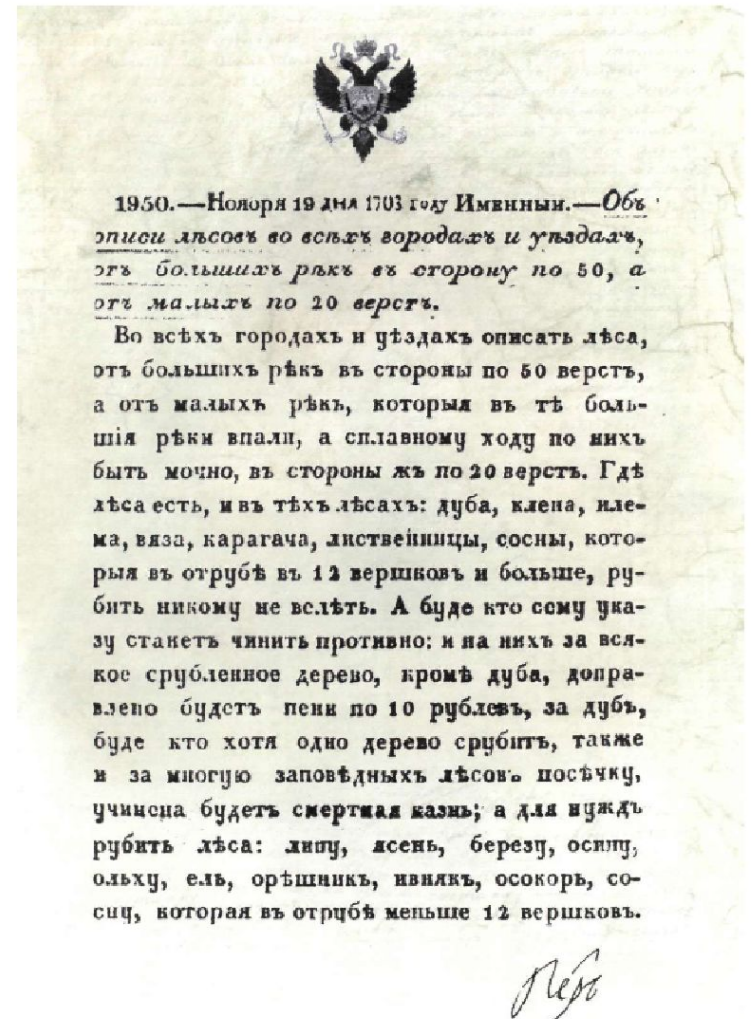 1950.—Ноября 19 дня 1703 году Именный.—Объ
описи лѣсовъ во всѣхъ городахъ и уѣздахъ,
отъ большихъ рѣкъ въ сторону по 50, а
отъ малыхъ по 20 верстъ.
Во всѣхъ городахъ и уѣздахъ описать лѣса,
отъ большихъ рѣкъ въ стороны по 50 верстъ,
а отъ малыхъ рѣкъ, которыя въ тѣ боль-
шія рѣки впали, а сплавному ходу по нихъ
быть мочно, въ стороны жъ по 20 верстъ. Гдѣ
лѣса есть, и въ тѣхъ лѣсахъ: дуба, клена, иле-
ма, вяза, карагача, лиственницы, сосны, кото-
рыя въ отрубѣ въ 12 вершковъ и больше, ру-
бить никому не велѣть. А буде кто сему ука-
зу станетъ чинить противно: и на нихъ за вся-
кое срубленное дерево, кромѣ дуба, допра-
влено будетъ пени по 10 рублевъ, за дубъ,
буде кто хотя одно дерево срубитъ, также
и за многую заповѣдныхъ лѣсовъ посѣчку,
учинена будетъ смертная казнь; а для нуждъ
рубить лѣса: липу, ясень, березу, осину,
ольху, ель, орѣшникъ, ивнякъ, осокорь, со-
сну, которая въ отрубѣ меньше 12 вершковъ.